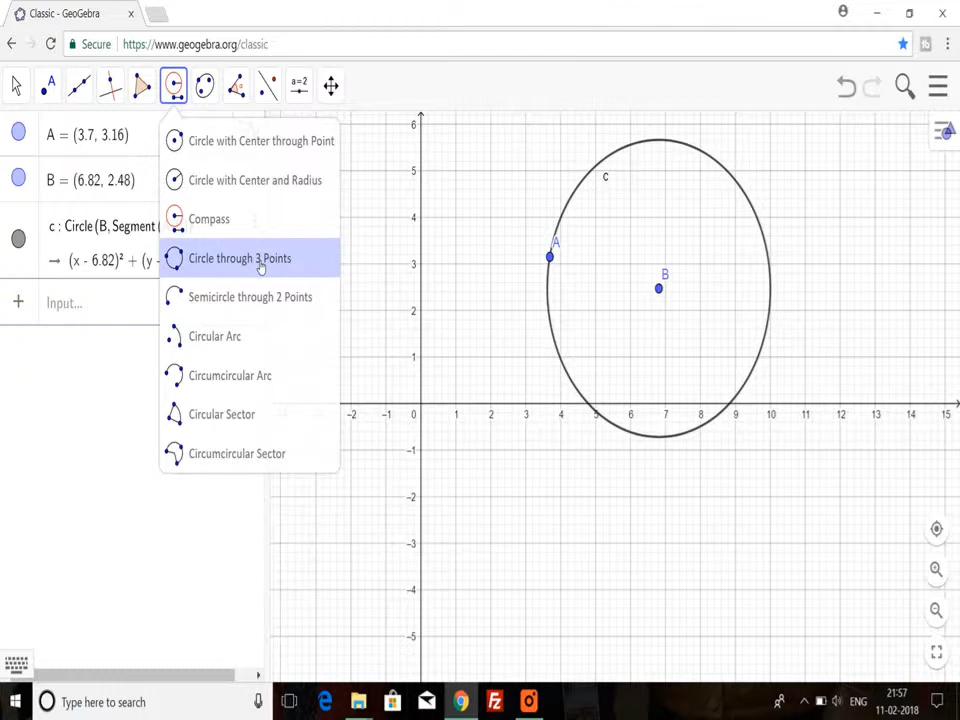 Classic - GeoGebra
Secure
https://www.geogebra.org/classic
A
a=2
A = (3.7, 3.16)
B = (6.82, 2.48)
c : Circle(B, Segment
→ (x - 6.82)² + (y -
Input...
Circle with Center through Point
Circle with Center and Radius
Compass
Circle through 3 Points
Semicircle through 2 Points
Circular Arc
Circumcircular Arc
Circular Sector
Circumcircular Sector
6
5
4
3
2
1
-2 -1 0 1 2 3 4 5 6 7 8 9 10 11 12 13 14 15
-1
-2
-3
-4
-5
c
A
B
Type here to search
ENG
21:57
11-02-2018